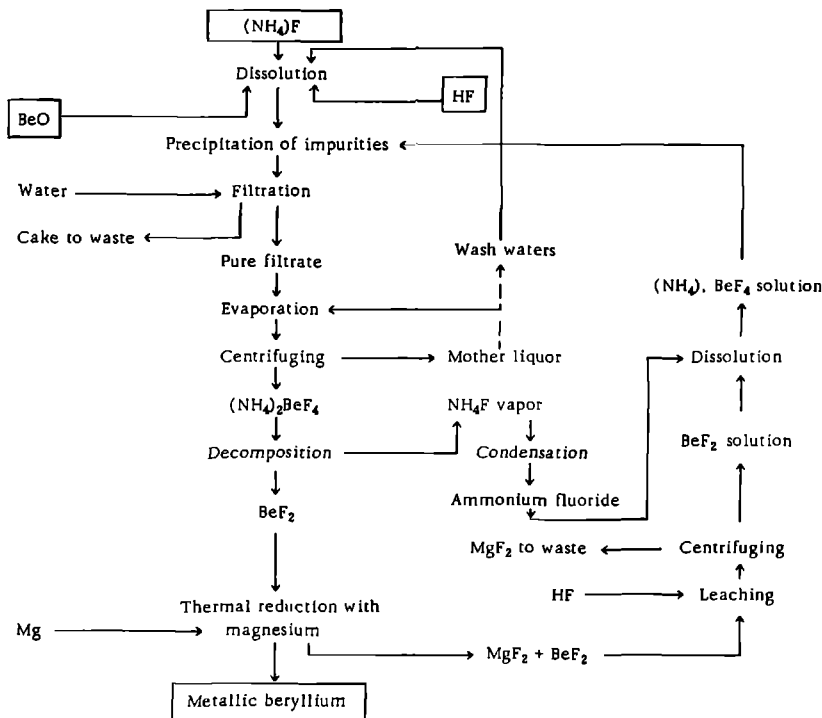 (NH₄)F
Dissolution
HF
BeO
Precipitation of impurities
Water
Filtration
Cake to waste
Wash waters
Pure filtrate
(NH₄), BeF₄ solution
Evaporation
Centrifuging
Mother liquor
Dissolution
(NH₄)₂BeF₄
NH₄F vapor
BeF₂ solution
Decomposition
Condensation
Ammonium fluoride
BeF₂
MgF₂ to waste
Centrifuging
HF
Leaching
Thermal reduction with
magnesium
Mg
MgF₂ + BeF₂
Metallic beryllium